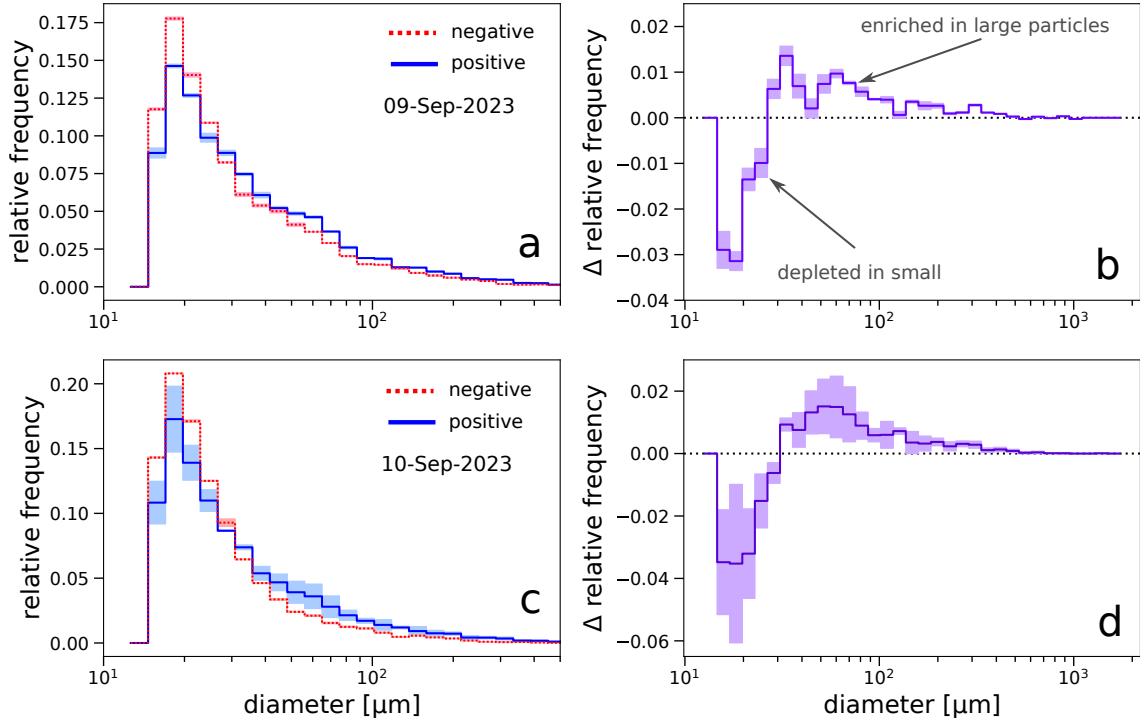 relative frequency
0.175
0.150
0.125
0.100
0.075
0.050
0.025
0.000
negative
positive
09-Sep-2023
a
10¹
10²
Δ relative frequency
0.02
0.01
0.00
−0.01
−0.02
−0.03
−0.04
enriched in large particles
depleted in small
b
10¹
10²
10³
relative frequency
0.20
0.15
0.10
0.05
0.00
negative
positive
10-Sep-2023
c
10¹
10²
diameter [µm]
Δ relative frequency
0.02
0.00
−0.02
−0.04
−0.06
d
10¹
10²
10³
diameter [µm]